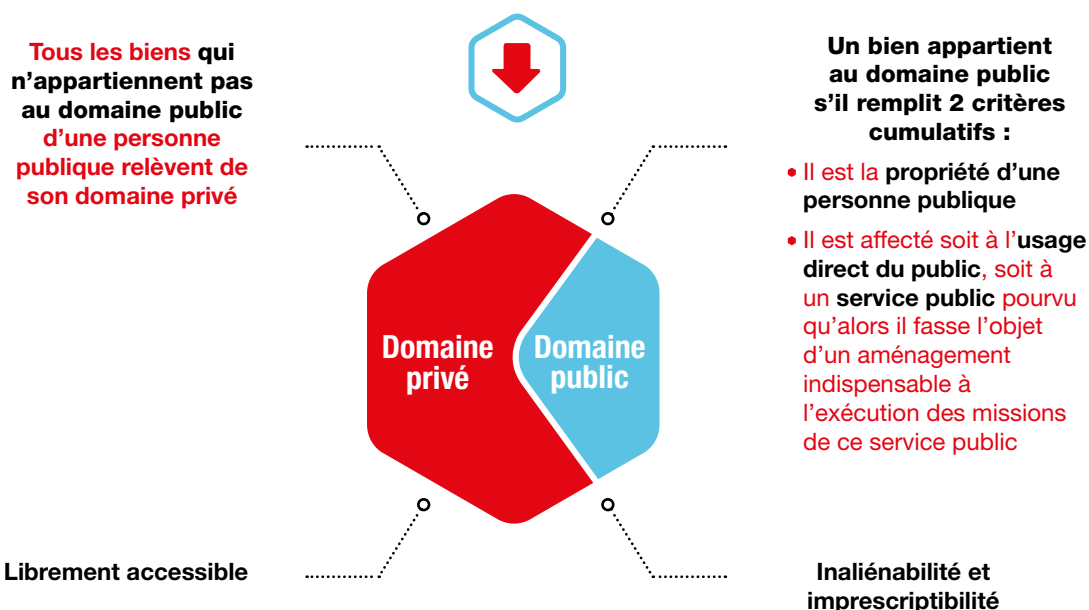 Tous les biens qui
n’appartiennent pas
au domaine public
d’une personne
publique relèvent de
son domaine privé
Un bien appartient
au domaine public
s’il remplit 2 critères
cumulatifs :
• Il est la propriété d’une
personne publique
• Il est affecté soit à l’usage
direct du public, soit à
un service public pourvu
qu’alors il fasse l’objet
d’un aménagement
indispensable à
l’exécution des missions
de ce service public
Domaine
privé
Domaine
public
Librement accessible
Inaliénabilité et
imprescriptibilité